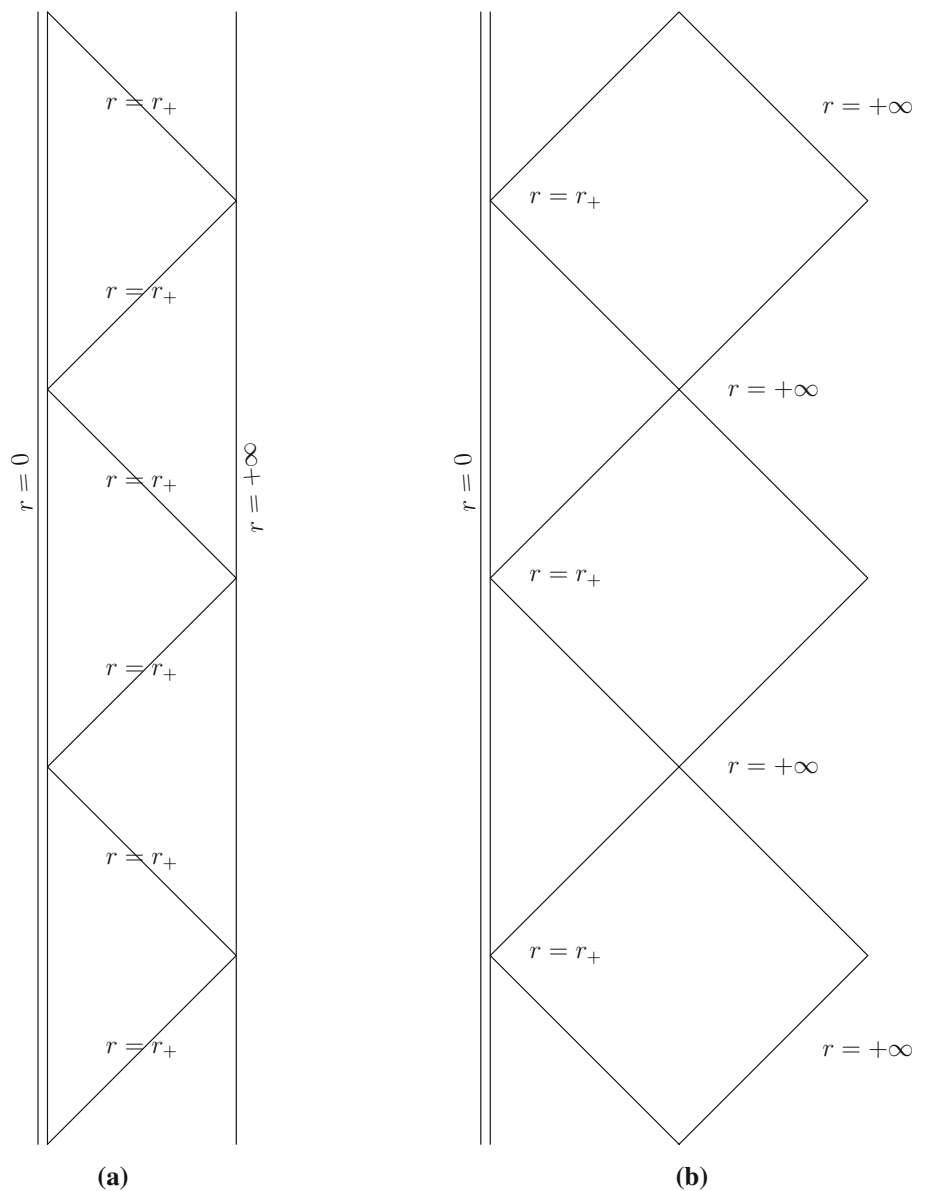 r = r₊
r = r₊
r = r₊
r = r₊
r = r₊
r = r₊
r = 0
r = +∞
(a)
r = +∞
r = r₊
r = +∞
r = 0
r = r₊
r = +∞
r = r₊
r = +∞
(b)